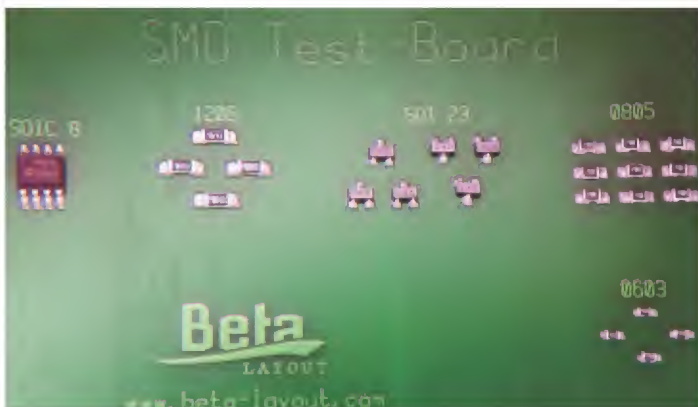 SMD Test-Board
SOIC 8
1206
SOT 23
0805
0603
Beta
LAYOUT
www.beta-layout.com